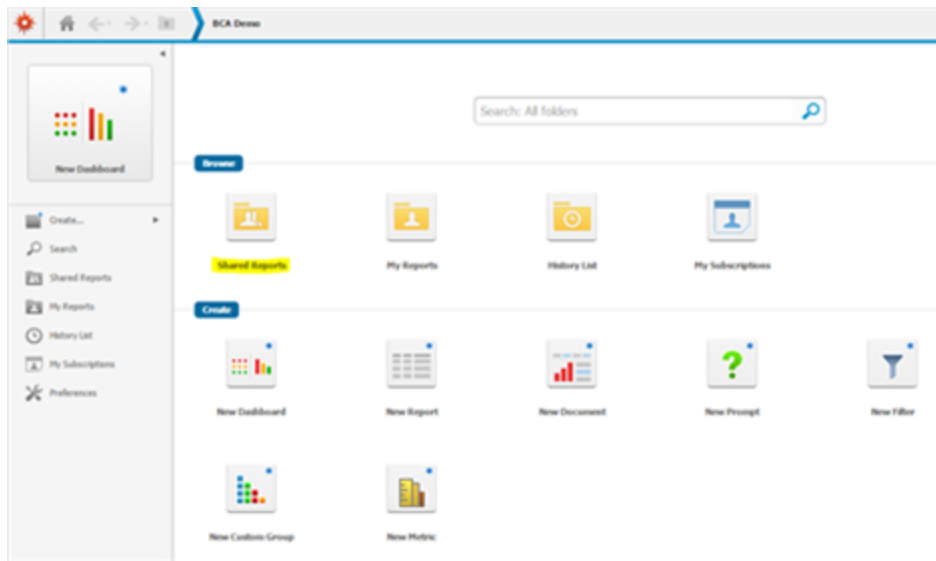 BCA Demo
New Dashboard
Create...
Search
Shared Reports
My Reports
History List
My Subscriptions
Preferences
Search: All folders
Browse
Shared Reports
My Reports
History List
My Subscriptions
Create
New Dashboard
New Report
New Document
New Prompt
New Filter
New Custom Group
New Metric